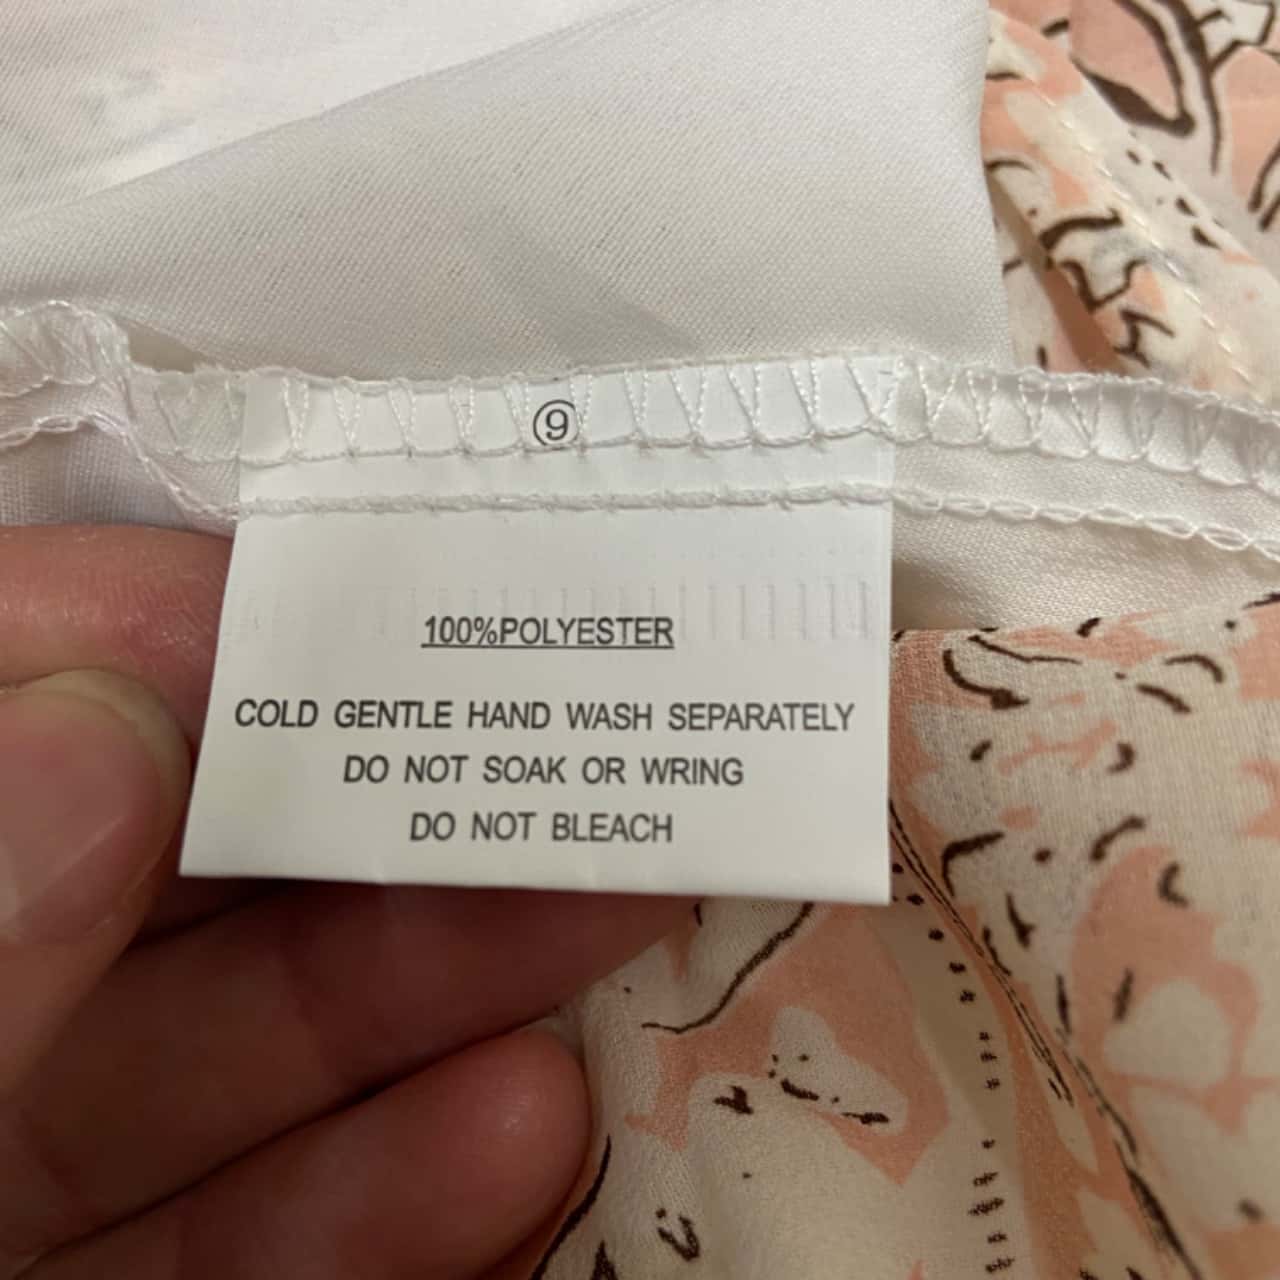 ⑨
100%POLYESTER
COLD GENTLE HAND WASH SEPARATELY
DO NOT SOAK OR WRING
DO NOT BLEACH